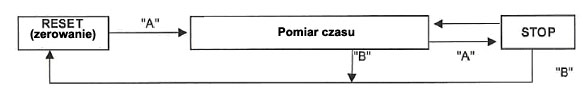 RESET
(zerowanie)
"A"
Pomiar czasu
STOP
"B"
"A"
"B"